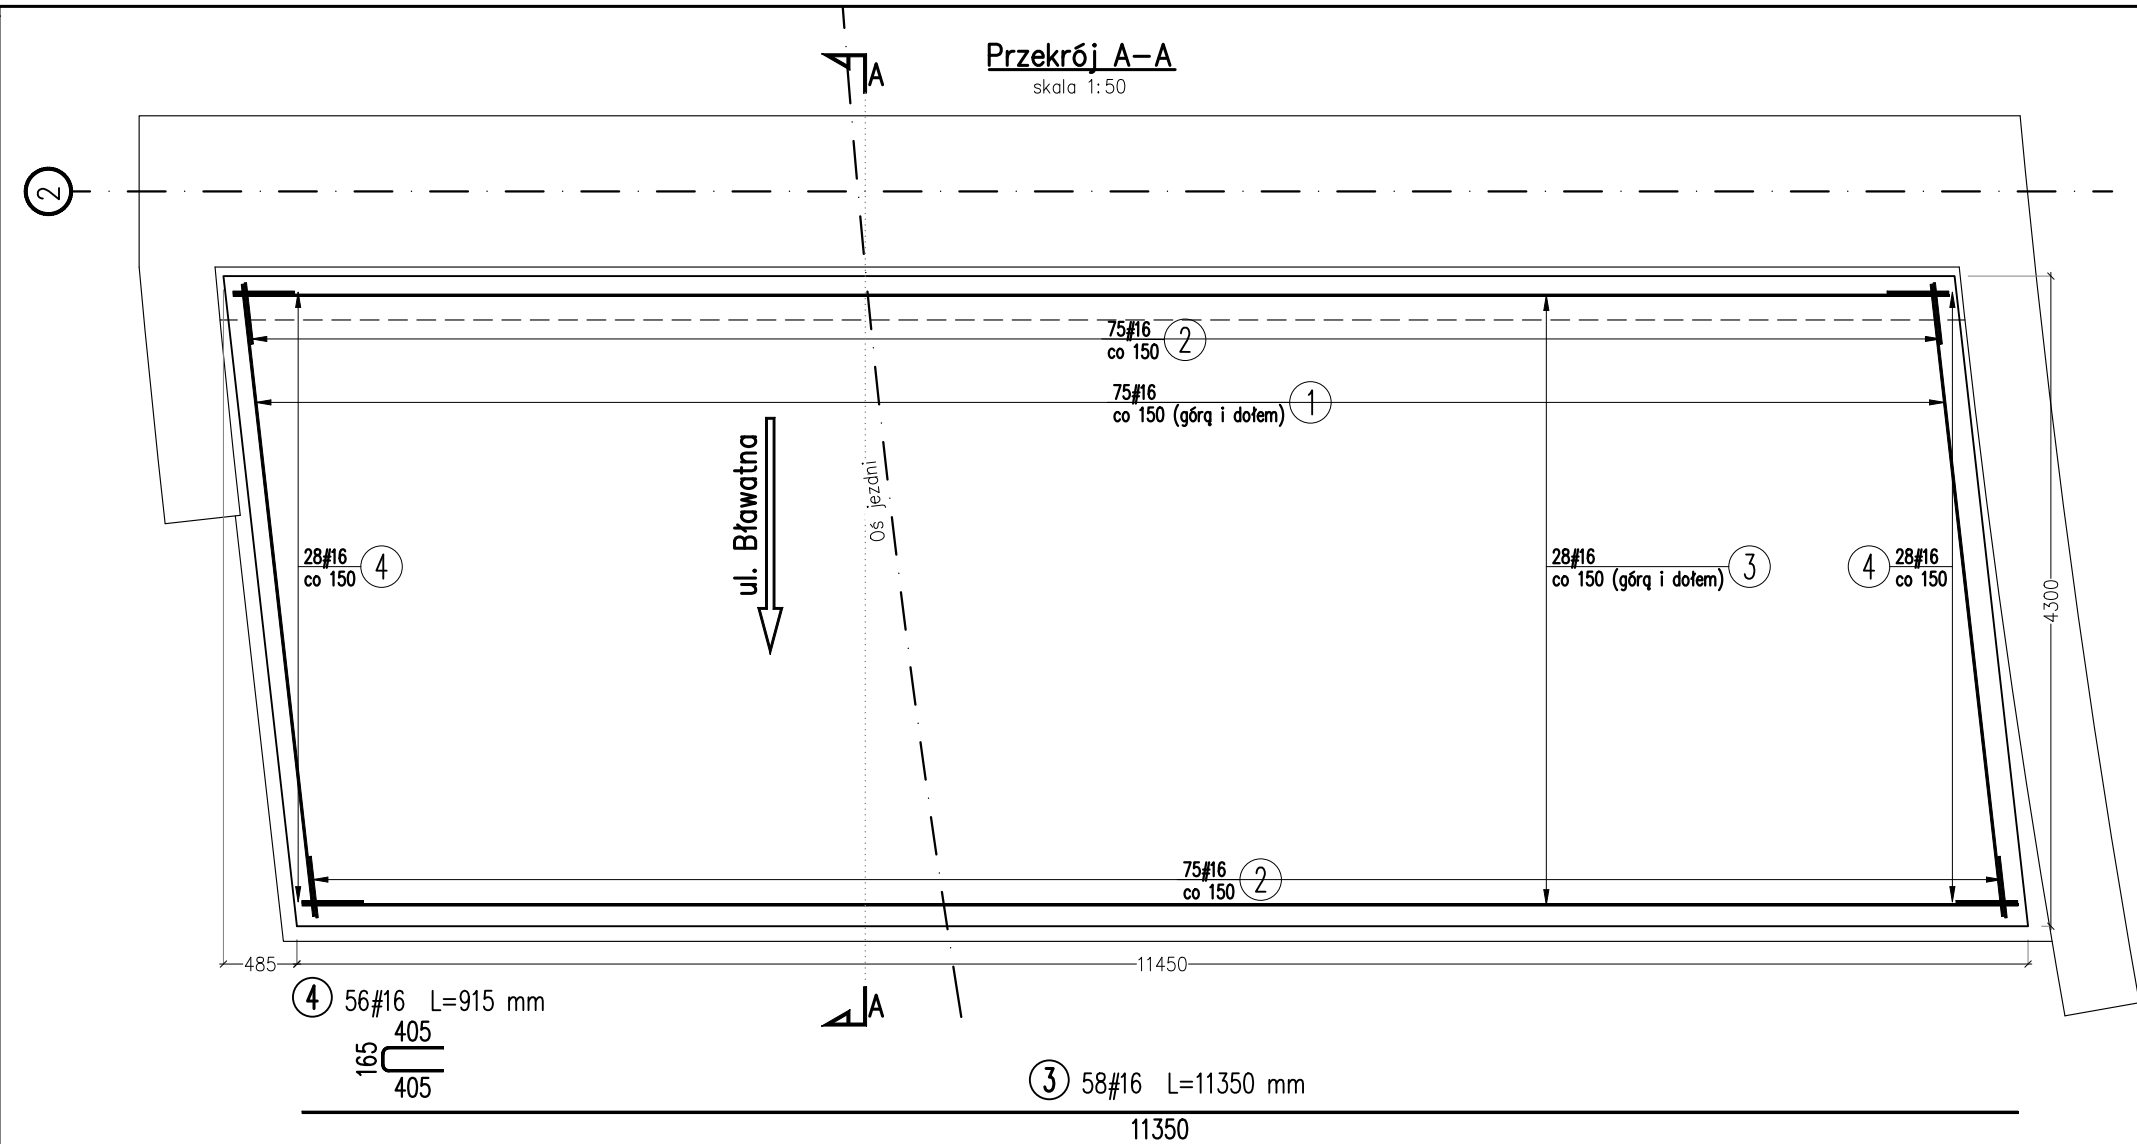 Przekrój A-A
skala 1:50
A
2
75#16
co 150
2
75#16
co 150 (górą i dołem)
1
ul. Bławatna
Oś jezdni
28#16
co 150
4
28#16
co 150 (górą i dołem)
3
4
28#16
co 150
4300
75#16
co 150
2
485
11450
A
4 56#16 L=915 mm
405
165
405
3 58#16 L=11350 mm
11350